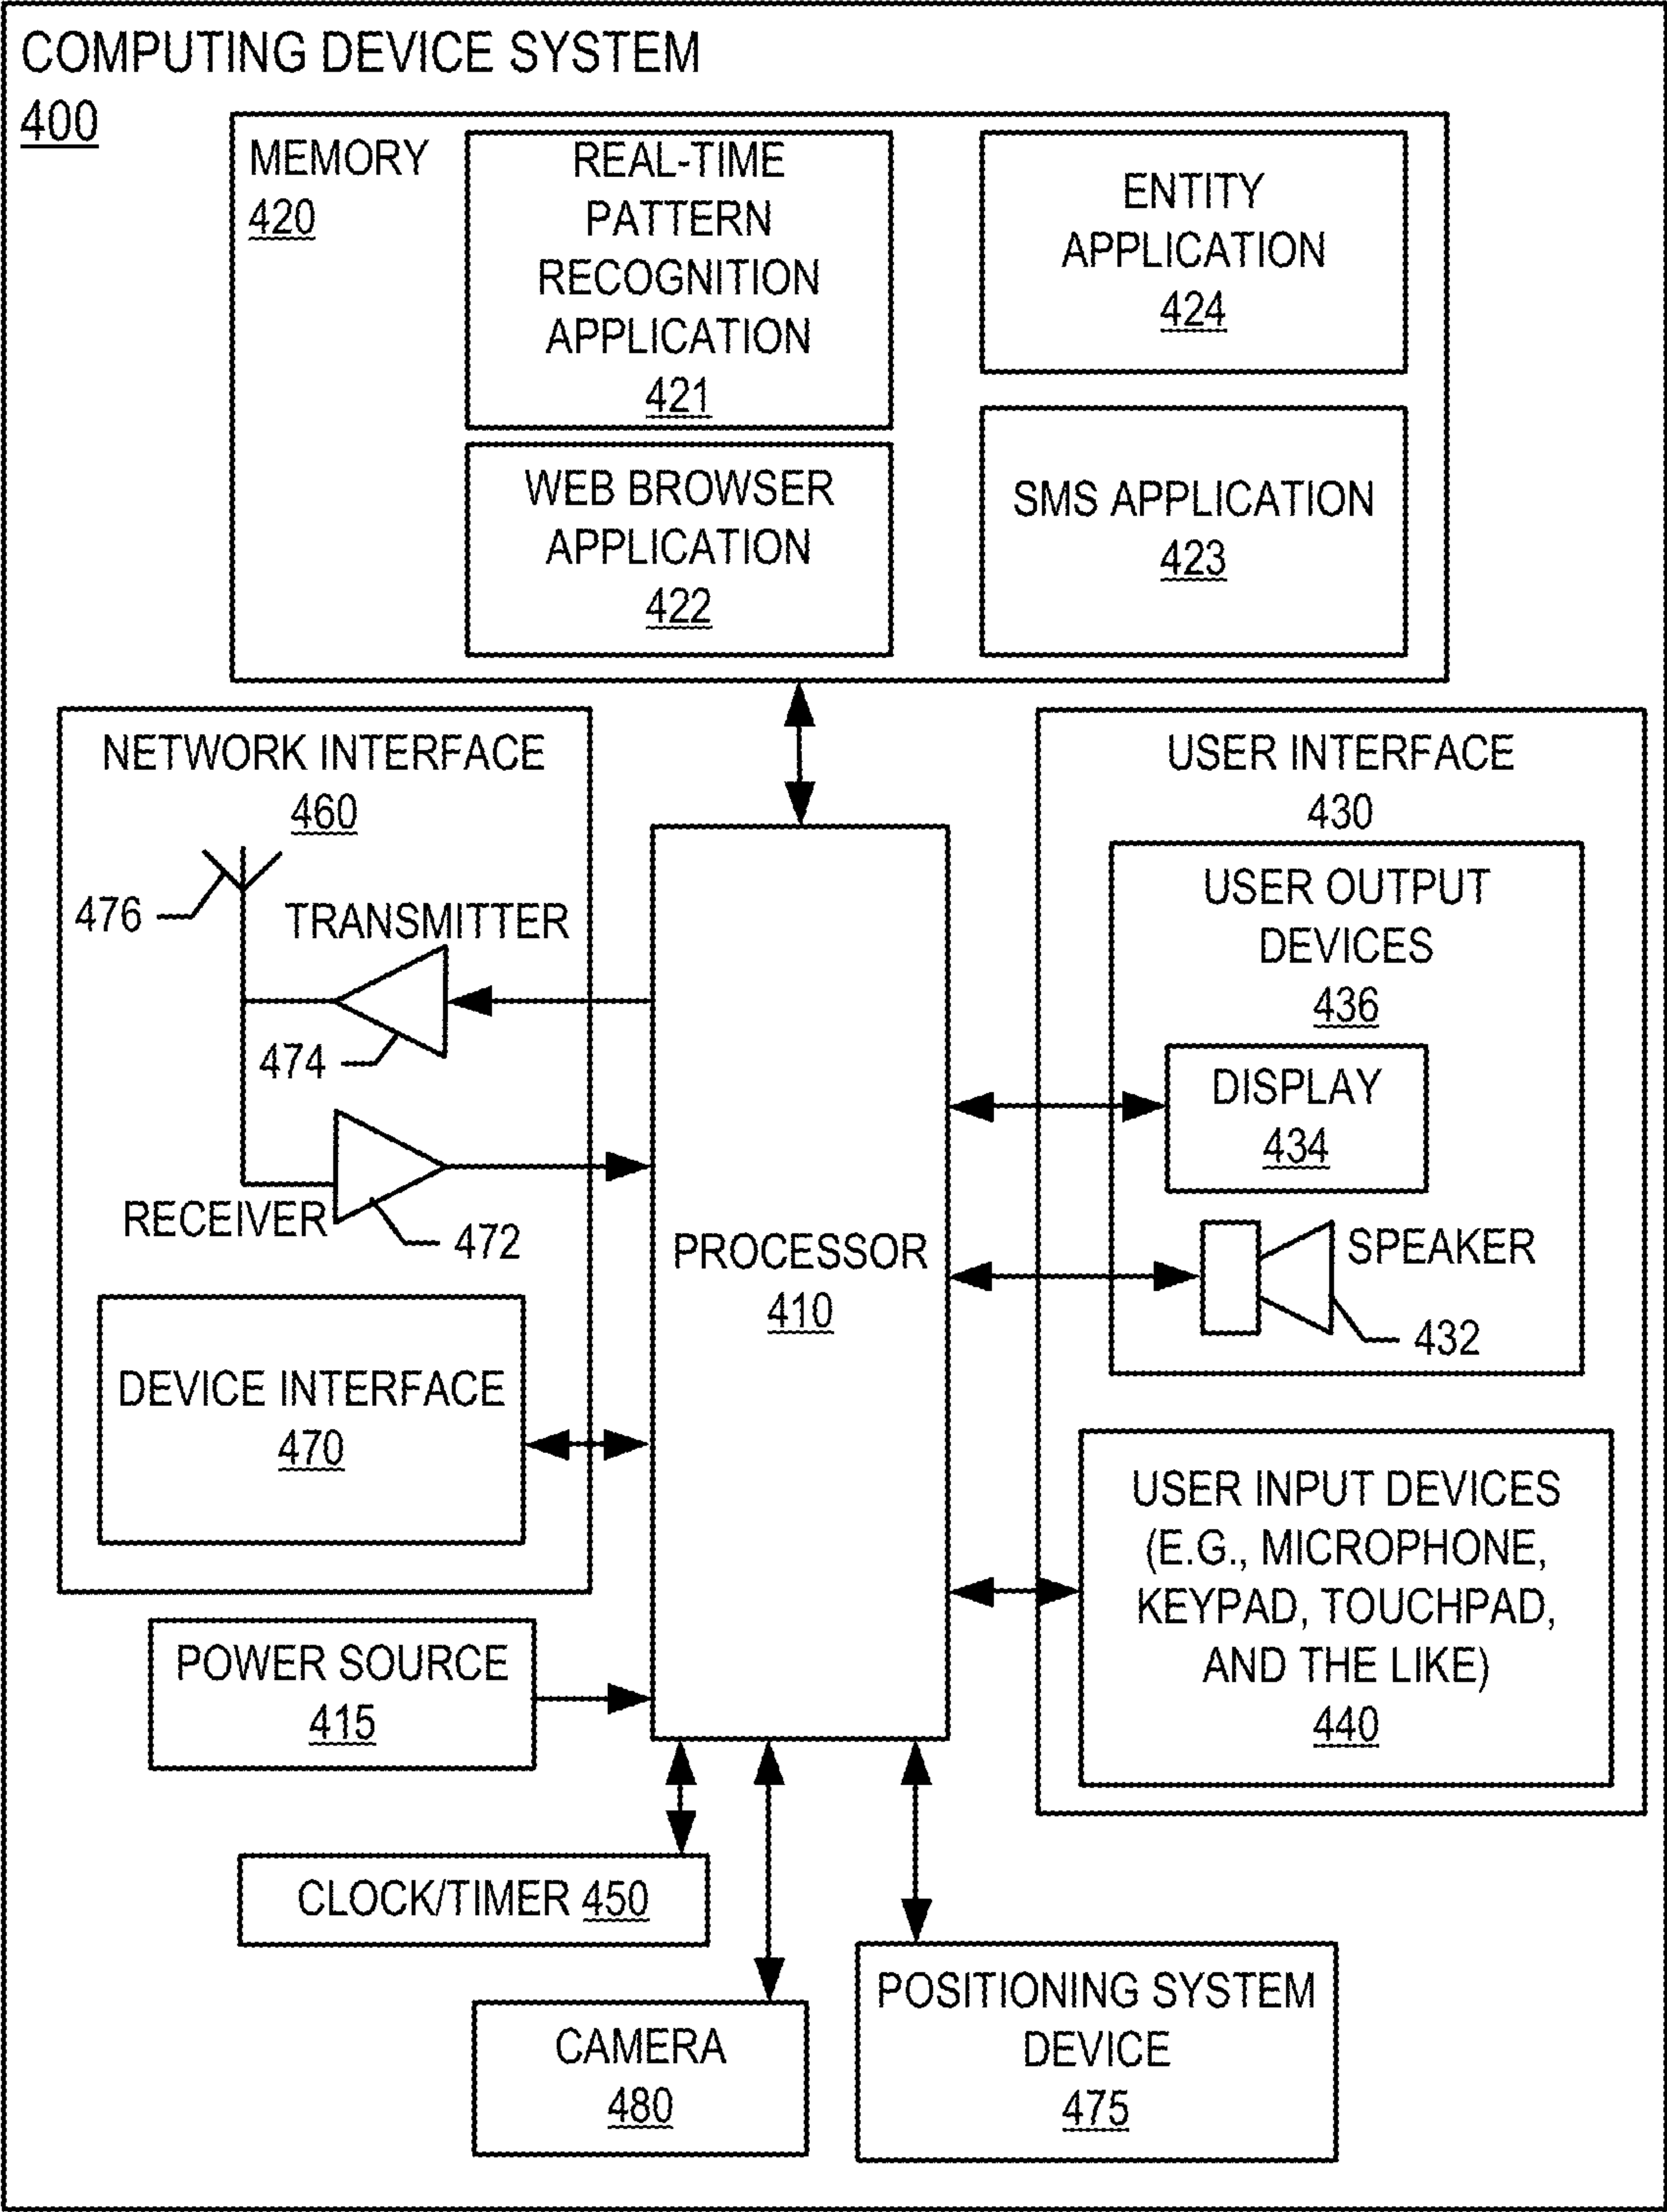 COMPUTING DEVICE SYSTEM
400
MEMORY
420
REAL-TIME
PATTERN
RECOGNITION
APPLICATION
421
ENTITY
APPLICATION
424
WEB BROWSER
APPLICATION
422
SMS APPLICATION
423
NETWORK INTERFACE
460
476
TRANSMITTER
474
RECEIVER
472
DEVICE INTERFACE
470
PROCESSOR
410
USER INTERFACE
430
USER OUTPUT
DEVICES
436
DISPLAY
434
SPEAKER
432
USER INPUT DEVICES
(E.G., MICROPHONE,
KEYPAD, TOUCHPAD,
AND THE LIKE)
440
POWER SOURCE
415
CLOCK/TIMER 450
CAMERA
480
POSITIONING SYSTEM
DEVICE
475